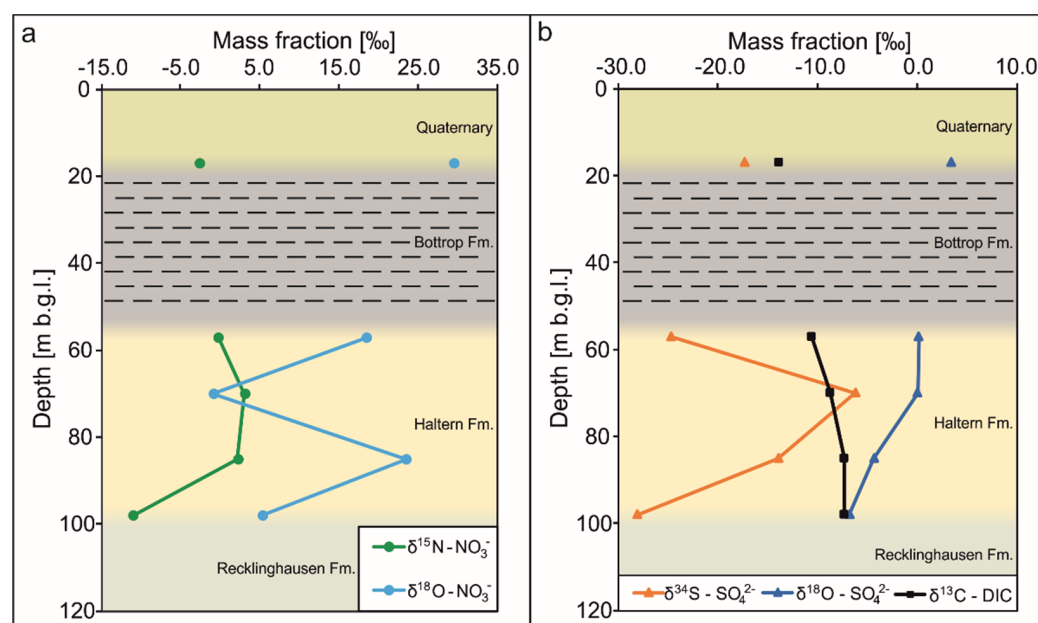 a
Mass fraction [‰]
-15.0 -5.0 5.0 15.0 25.0 35.0
Depth [m b.g.l.]
0
20
40
60
80
100
120
Quaternary
Bottrop Fm.
Haltern Fm.
Recklinghausen Fm.
δ¹⁵N - NO₃⁻
δ¹⁸O - NO₃⁻
b
Mass fraction [‰]
-30.0 -20.0 -10.0 0.0 10.0
Depth [m b.g.l.]
0
20
40
60
80
100
120
Quaternary
Bottrop Fm.
Haltern Fm.
Recklinghausen Fm.
δ³⁴S - SO₄²⁻ δ¹⁸O - SO₄²⁻ δ¹³C - DIC